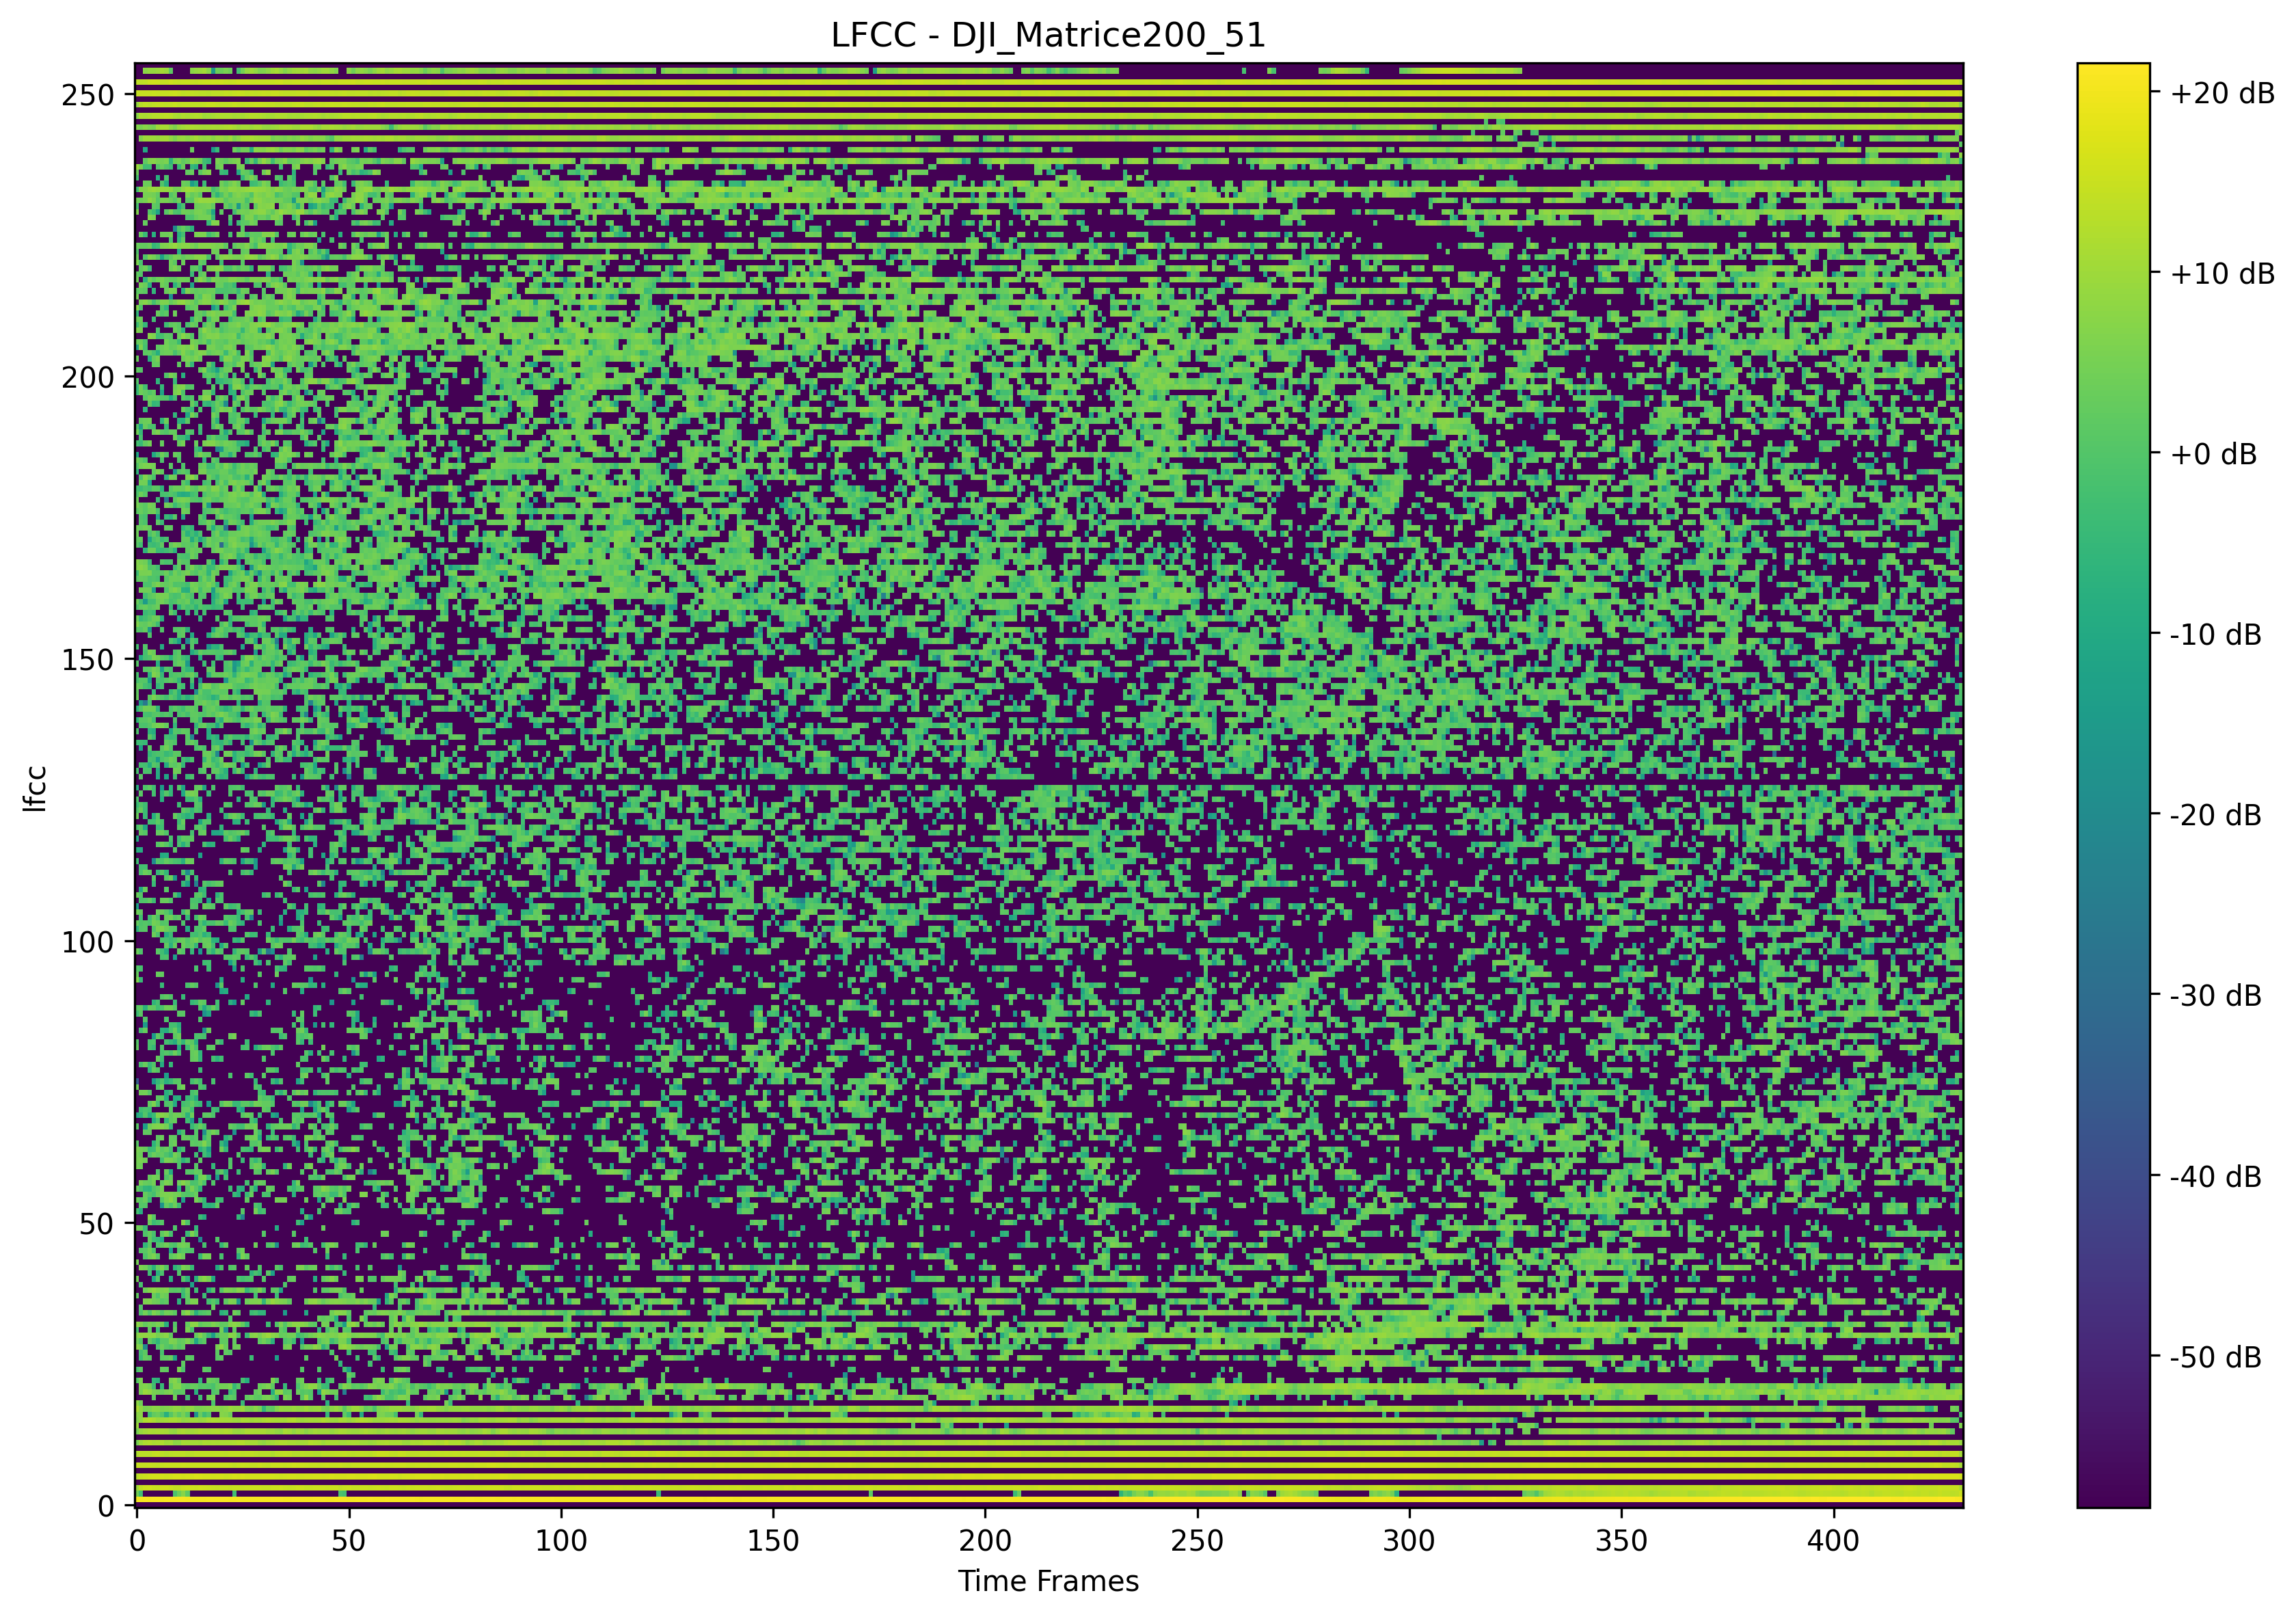 LFCC - DJI_Matrice200_51
250
200
150
100
50
0
lfcc
0 50 100 150 200 250 300 350 400
Time Frames
+20 dB
+10 dB
+0 dB
-10 dB
-20 dB
-30 dB
-40 dB
-50 dB